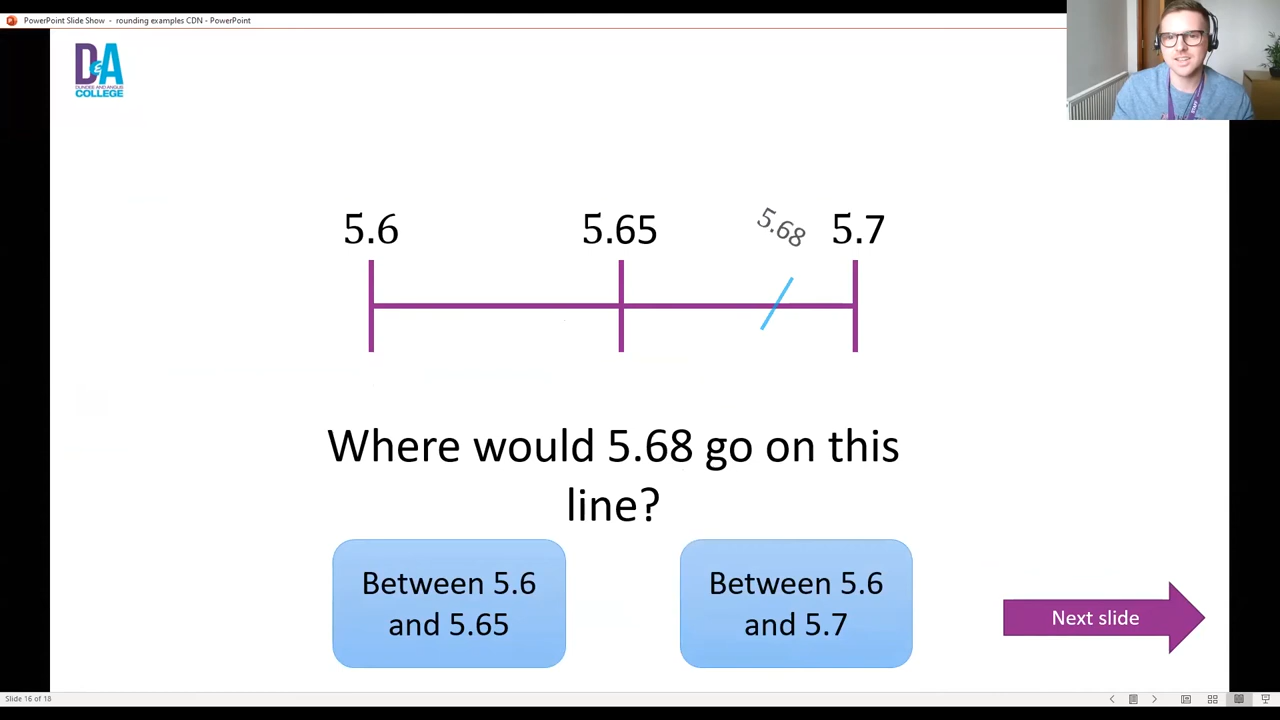 PowerPoint Slide Show - rounding examples CDN - PowerPoint
D&A
DUNDEE AND ANGUS
COLLEGE
5.6
5.65
5.68
5.7
Where would 5.68 go on this
line?
Between 5.6
and 5.65
Between 5.6
and 5.7
Next slide
STAFF
Slide 16 of 18